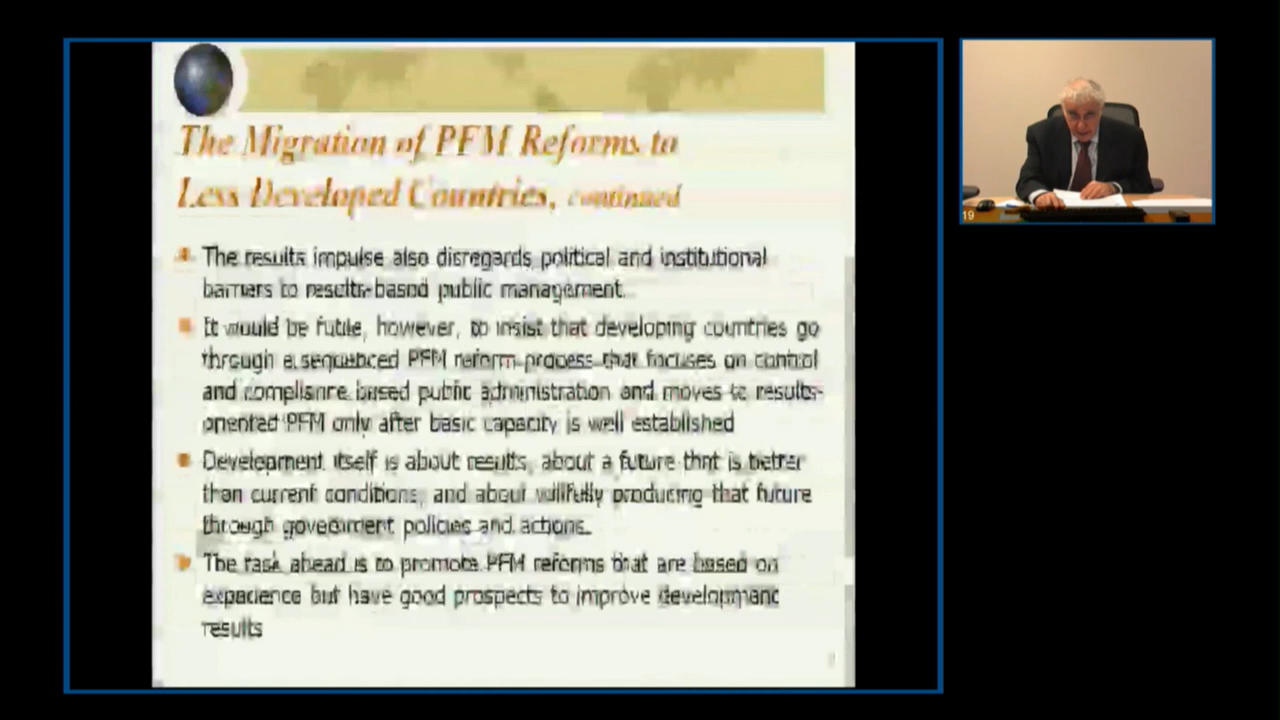 The Migration of PFM Reforms to
Less Developed Countries, continued
The results impulse also disregards political and institutional
barriers to results-based public management.
It would be futile, however, to insist that developing countries go
through a sequenced PFM reform process that focuses on control
and compliance based public administration and moves to results-
oriented PFM only after basic capacity is well established
Development itself is about results, about a future that is better
than current conditions, and about willfully producing that future
through government policies and actions.
The task ahead is to promote PFM reforms that are based on
experience but have good prospects to improve development
results
19